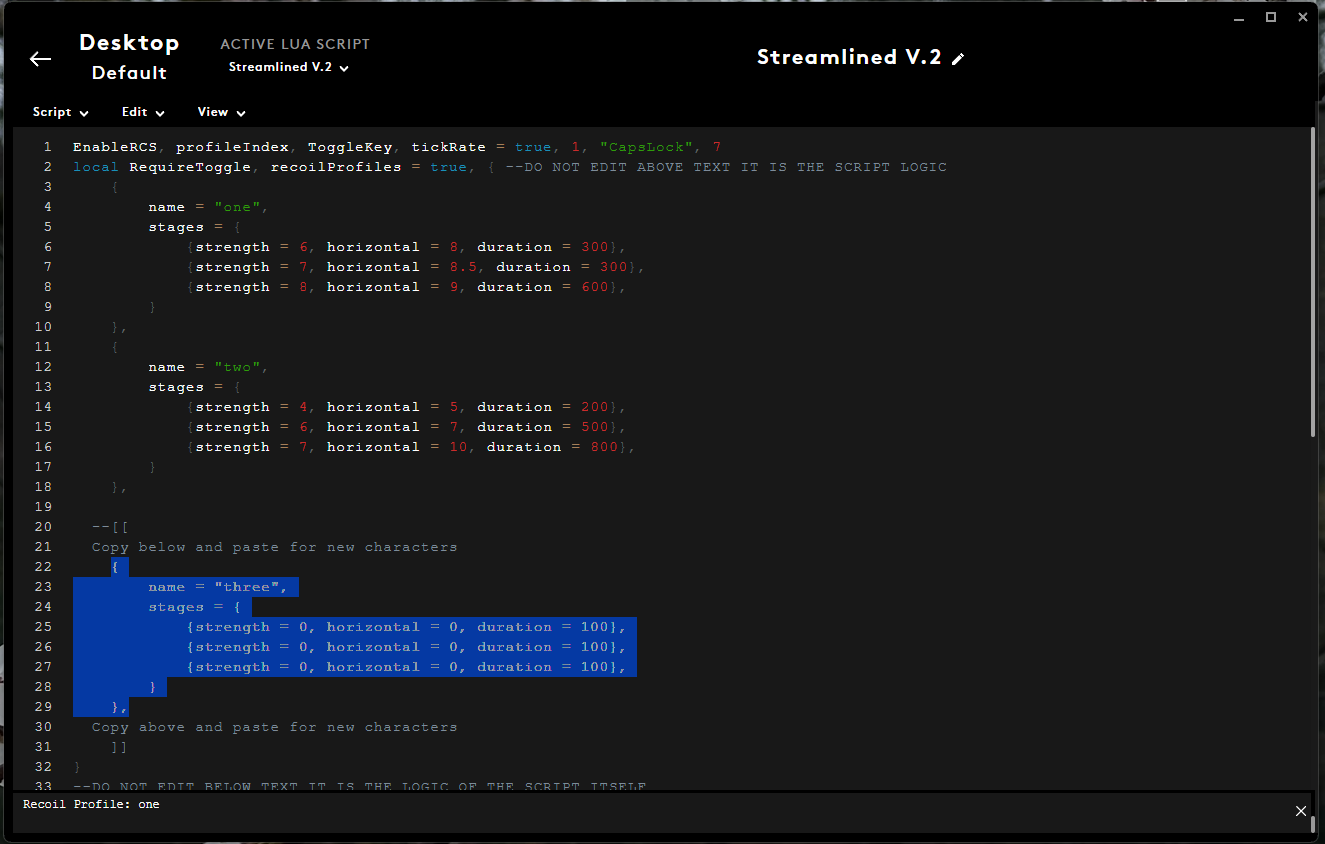 Desktop
Default
ACTIVE LUA SCRIPT
Streamlined V.2
Streamlined V.2
Script
Edit
View
1 EnableRCS, profileIndex, ToggleKey, tickRate = true, 1, "CapsLock", 7
2 local RequireToggle, recoilProfiles = true, { --DO NOT EDIT ABOVE TEXT IT IS THE SCRIPT LOGIC
3 {
4 name = "one",
5 stages = {
6 {strength = 6, horizontal = 8, duration = 300},
7 {strength = 7, horizontal = 8.5, duration = 300},
8 {strength = 8, horizontal = 9, duration = 600},
9 }
10 },
11 {
12 name = "two",
13 stages = {
14 {strength = 4, horizontal = 5, duration = 200},
15 {strength = 6, horizontal = 7, duration = 500},
16 {strength = 7, horizontal = 10, duration = 800},
17 }
18 },
19
20 --[[
21 Copy below and paste for new characters
22 {
23 name = "three",
24 stages = {
25 {strength = 0, horizontal = 0, duration = 100},
26 {strength = 0, horizontal = 0, duration = 100},
27 {strength = 0, horizontal = 0, duration = 100},
28 }
29 },
30 Copy above and paste for new characters
31 ]]
32 }
33 --DO NOT EDIT BELOW TEXT IT IS THE LOGIC OF THE SCRIPT ITSELF
Recoil Profile: one